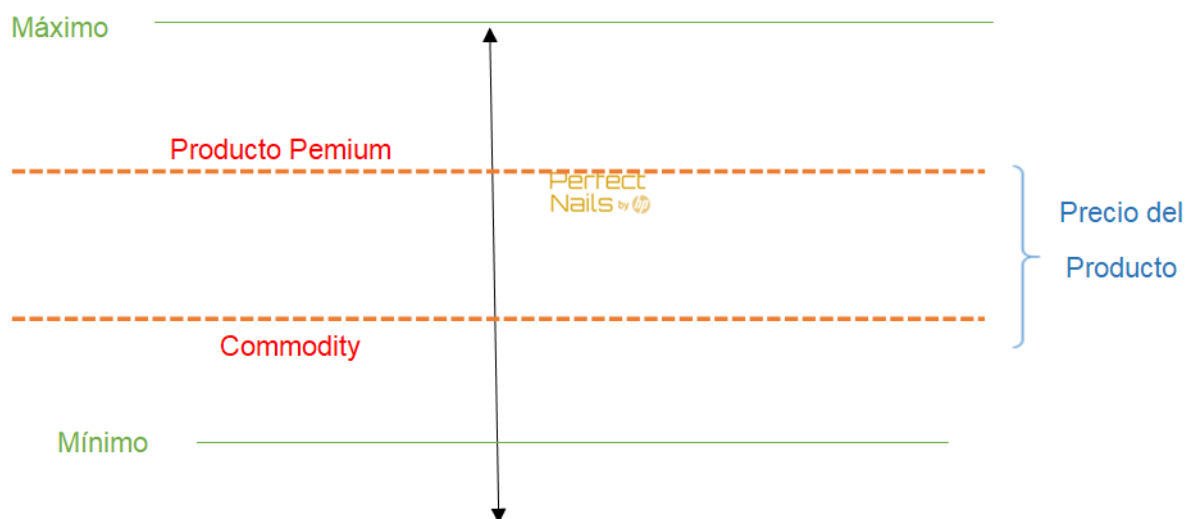 Máximo
Producto Pemium
Perfect
Nails by hp
Precio del
Producto
Commodity
Mínimo